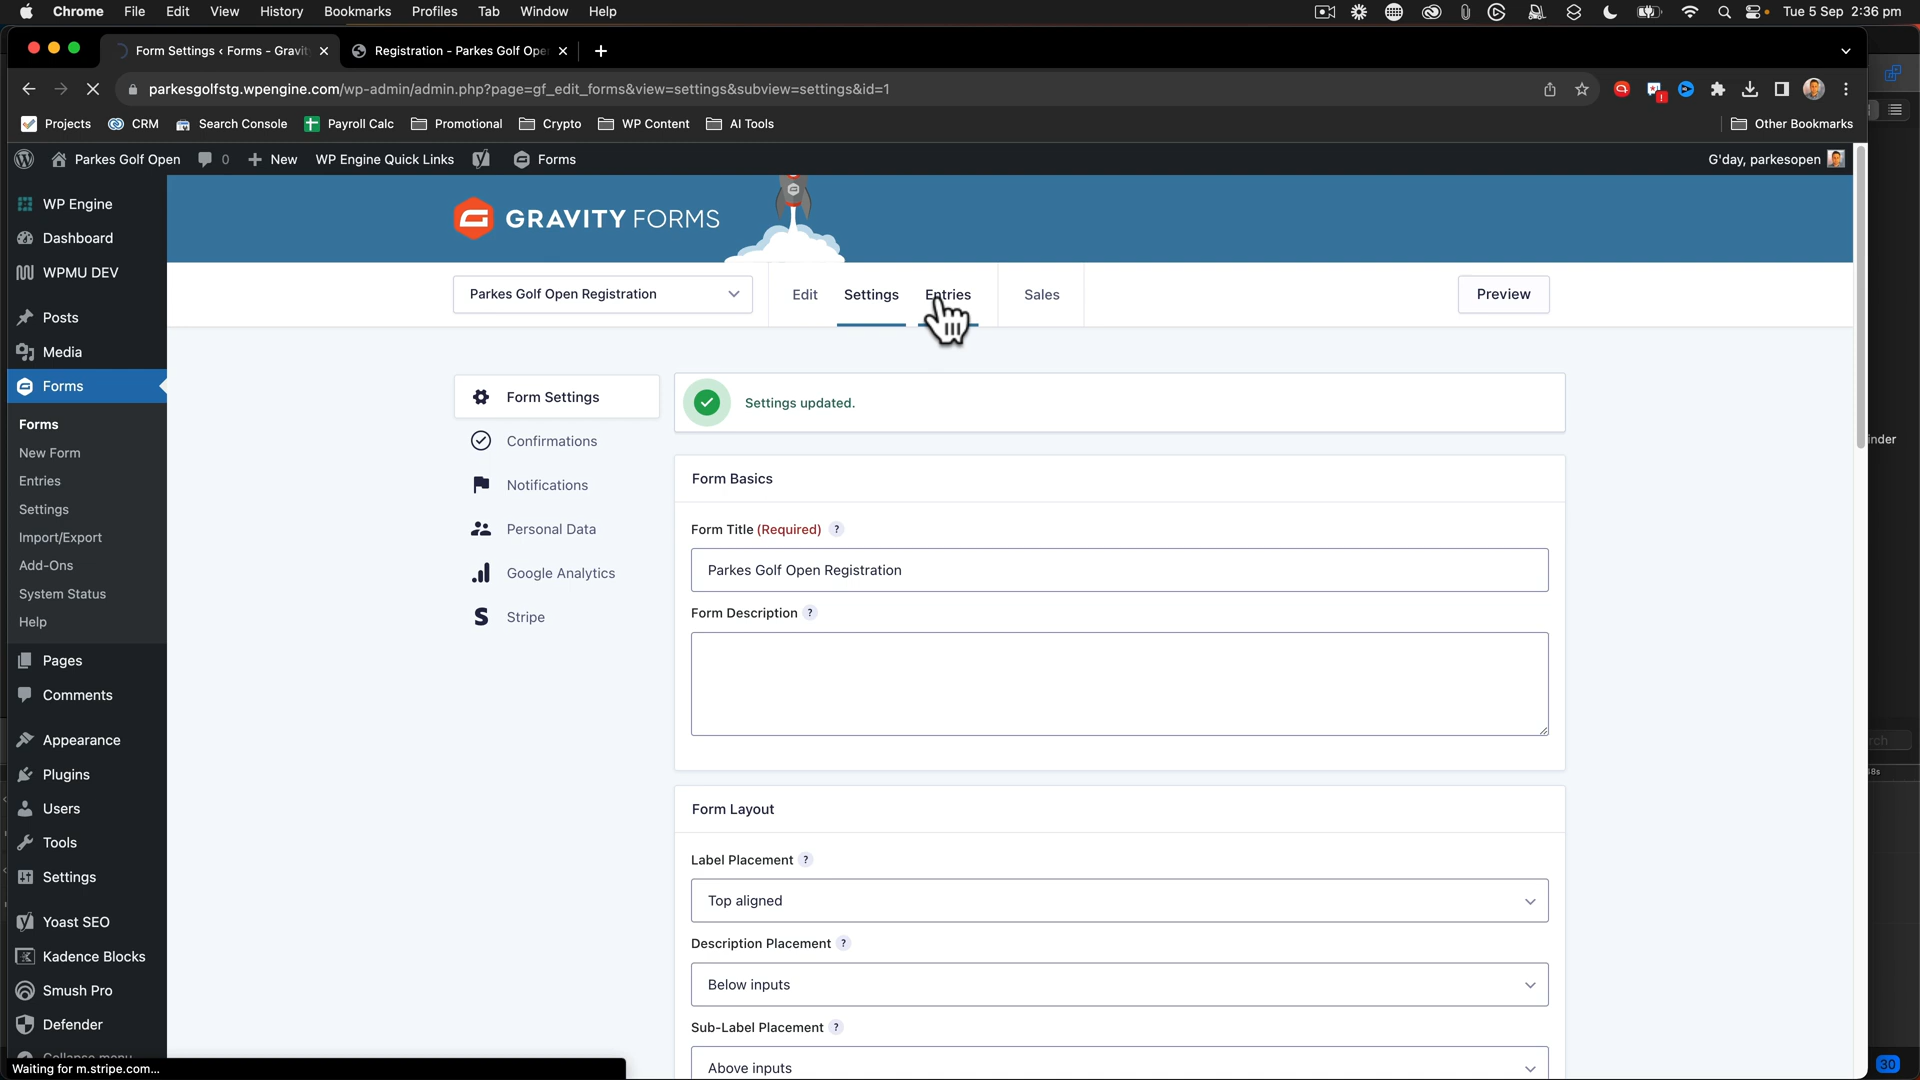 Chrome File Edit View History Bookmarks Profiles Tab Window Help Tue 5 Sep 2:36 pm
Form Settings ‹ Forms - Gravit Registration - Parkes Golf Ope
parkesgolfstg.wpengine.com/wp-admin/admin.php?page=gf_edit_forms&view=settings&subview=settings&id=1
Projects CRM Search Console Payroll Calc Promotional Crypto WP Content AI Tools Other Bookmarks
Parkes Golf Open 0 New WP Engine Quick Links Forms G'day, parkesopen
WP Engine
Dashboard
WPMU DEV
Posts
Media
Forms
Forms
New Form
Entries
Settings
Import/Export
Add-Ons
System Status
Help
Pages
Comments
Appearance
Plugins
Users
Tools
Settings
Yoast SEO
Kadence Blocks
Smush Pro
Defender
Collapse menu
Waiting for m.stripe.com...
GRAVITY FORMS
Parkes Golf Open Registration Edit Settings Entries Sales Preview
Form Settings
Confirmations
Notifications
Personal Data
Google Analytics
Stripe
Settings updated.
Form Basics
Form Title (Required) ?
Parkes Golf Open Registration
Form Description ?
Form Layout
Label Placement ?
Top aligned
Description Placement ?
Below inputs
Sub-Label Placement ?
Above inputs
inder
rch
30